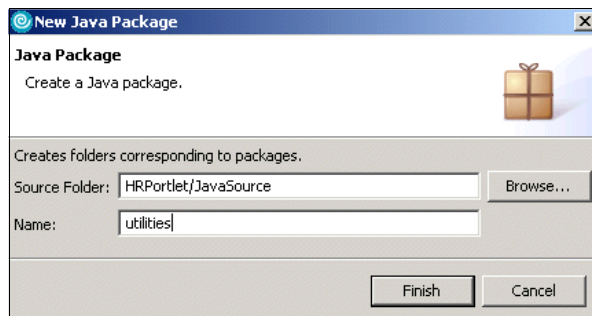 New Java Package
Java Package
Create a Java package.
Creates folders corresponding to packages.
Source Folder: HRPortlet/JavaSource Browse...
Name: utilities
Finish Cancel